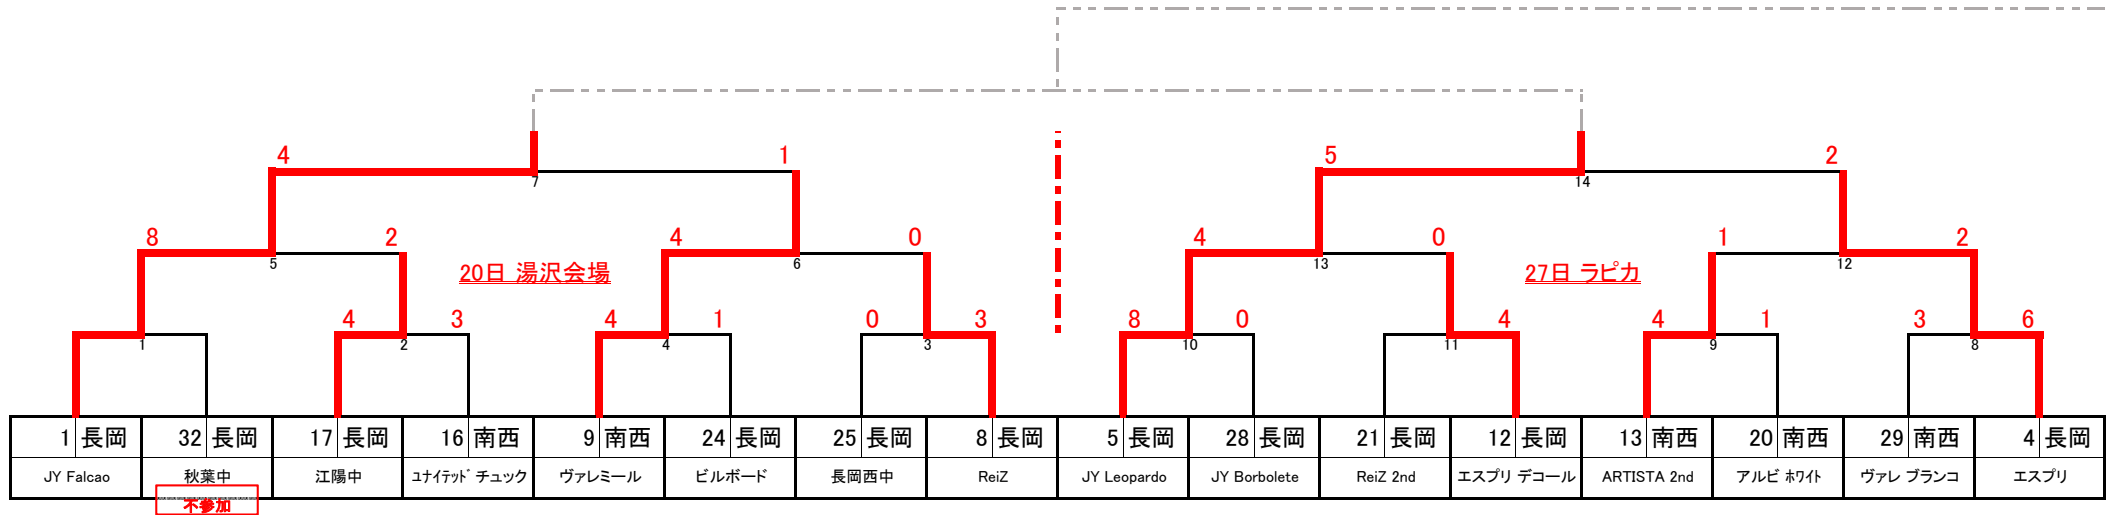 4 1 5 2
7 14
8 2 4 0 4 0 1 2
5 6 13 12
20日 湯沢会場 27日 ラピカ
4 3 4 1 0 3 8 0 4 4 1 3 6
1 2 4 3 10 11 9 8
1 長岡 32 長岡 17 長岡 16 南西 9 南西 24 長岡 25 長岡 8 長岡 5 長岡 28 長岡 21 長岡 12 長岡 13 南西 20 南西 29 南西 4 長岡
JY Falcao 秋葉中 江陽中 ユナイテッド チュック ヴァレミール ビルボード 長岡西中 ReiZ JY Leopardo JY Borbolete ReiZ 2nd エスプリ デコール ARTISTA 2nd アルビ ホワイト ヴァレ ブランコ エスプリ
不参加